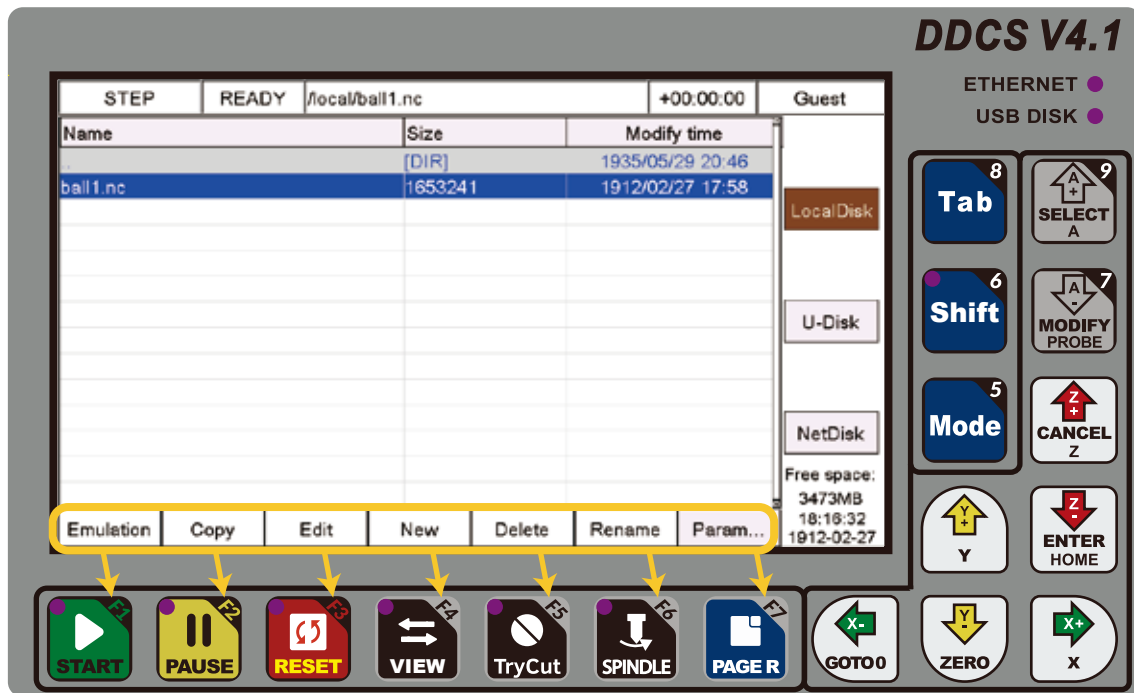 DDCS V4.1
ETHERNET
USB DISK
STEP READY /local/ball1.nc +00:00:00 Guest
Name Size Modify time
.. [DIR] 1935/05/29 20:46
ball1.nc 1653241 1912/02/27 17:58
LocalDisk
U-Disk
NetDisk
Free space:
3473MB
18:16:32
1912-02-27
Emulation Copy Edit New Delete Rename Param...
Tab 8
A + 9
SELECT
A
Shift 6
A - 7
MODIFY
PROBE
Mode 5
Z +
CANCEL
Z
Y +
Y
Z -
ENTER
HOME
F1 F2 F3 F4 F5 F6 F7
START PAUSE RESET VIEW TryCut SPINDLE PAGE R
X-
GOTO0
Y -
ZERO
X+
X